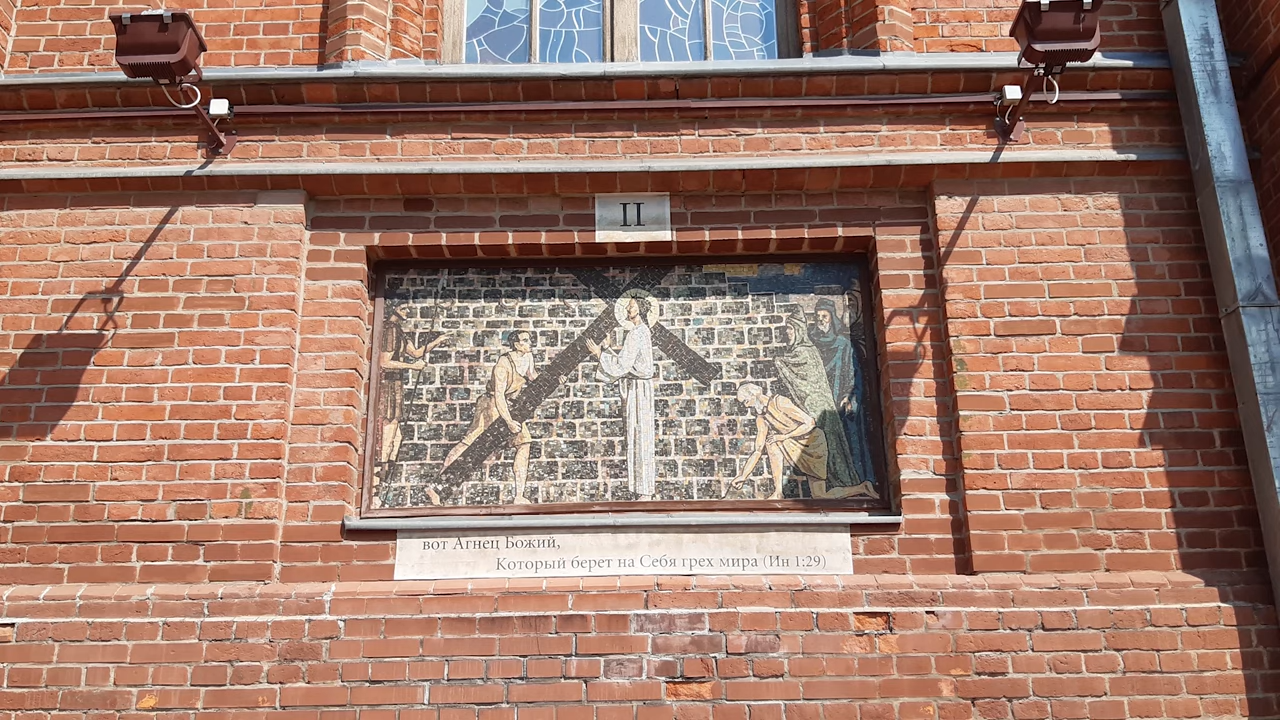 II
вот Агнец Божий,
Который берет на Себя грех мира (Ин 1:29)